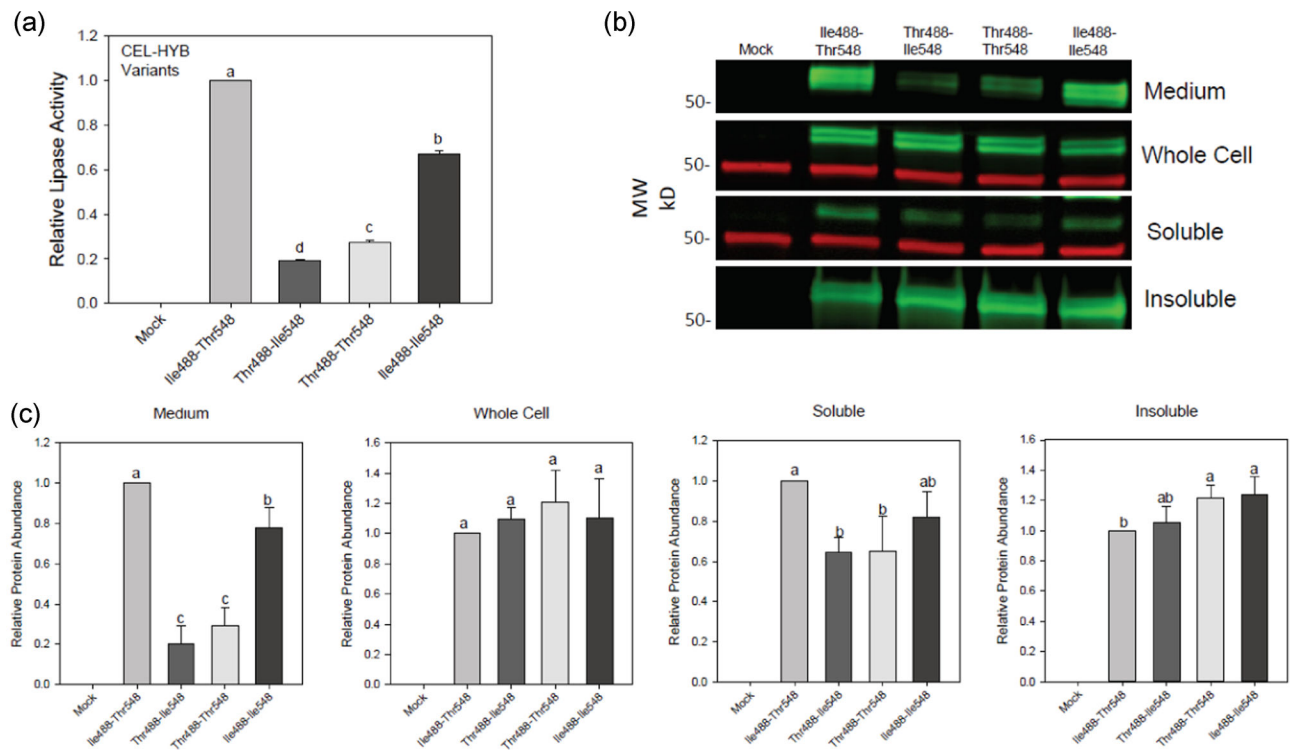 (a)
CEL-HYB
Variants
Relative Lipase Activity
1.2
1.0
0.8
0.6
0.4
0.2
0.0
a
d
c
b
Mock
Ile488-Thr548
Thr488-Ile548
Thr488-Thr548
Ile488-Ile548
(b)
Mock
Ile488-
Thr548
Thr488-
Ile548
Thr488-
Thr548
Ile488-
Ile548
MW
kD
50-
Medium
50-
Whole Cell
50-
Soluble
50-
Insoluble
(c)
Medium
Relative Protein Abundance
1.2
1.0
0.8
0.6
0.4
0.2
0.0
a
c
c
b
Mock
Ile488-Thr548
Thr488-Ile548
Thr488-Thr548
Ile488-Ile548
Whole Cell
Relative Protein Abundance
1.6
1.4
1.2
1.0
0.8
0.6
0.4
0.2
0.0
a
a
a
a
Mock
Ile488-Thr548
Thr488-Ile548
Thr488-Thr548
Ile488-Ile548
Soluble
Relative Protein Abundance
1.2
1.0
0.8
0.6
0.4
0.2
0.0
a
b
b
ab
Mock
Ile488-Thr548
Thr488-Ile548
Thr488-Thr548
Ile488-Ile548
Insoluble
Relative Protein Abundance
1.6
1.4
1.2
1.0
0.8
0.6
0.4
0.2
0.0
b
ab
a
a
Mock
Ile488-Thr548
Thr488-Ile548
Thr488-Thr548
Ile488-Ile548